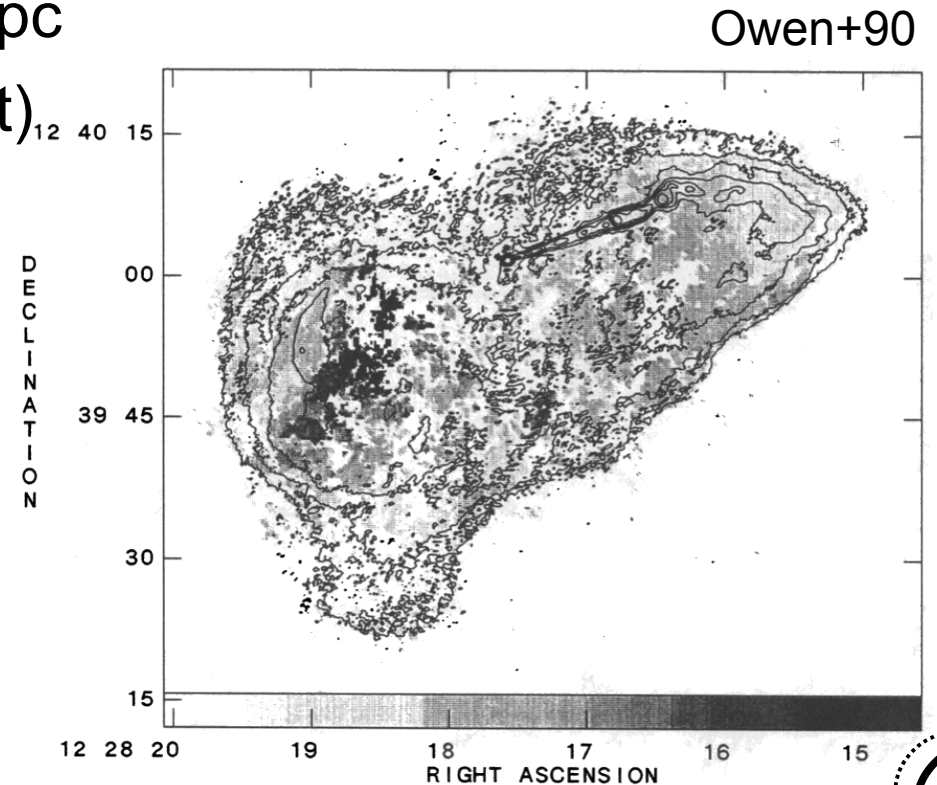 pc
Owen+90
t)
12 40 15
00
39 45
30
15
DECLINATION
12 28 20 19 18 17 16 15
RIGHT ASCENSION